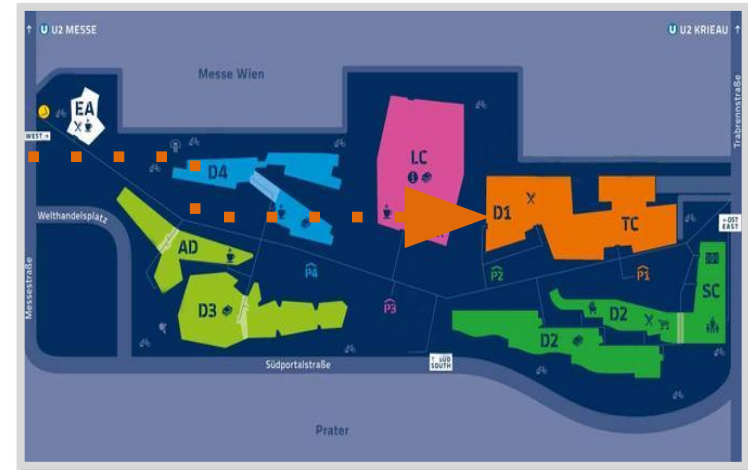 ↑ U U2 MESSE
U U2 KRIEAU ↑
Messe Wien
EA
WEST
Trabrennstraße
LC
D4
D1
TC
Welthandelsplatz
←OST
EAST
AD
P4
P2
P1
SC
Messestraße
P3
D3
D2
D2
↑ SÜD
SOUTH
Südportalstraße
Prater